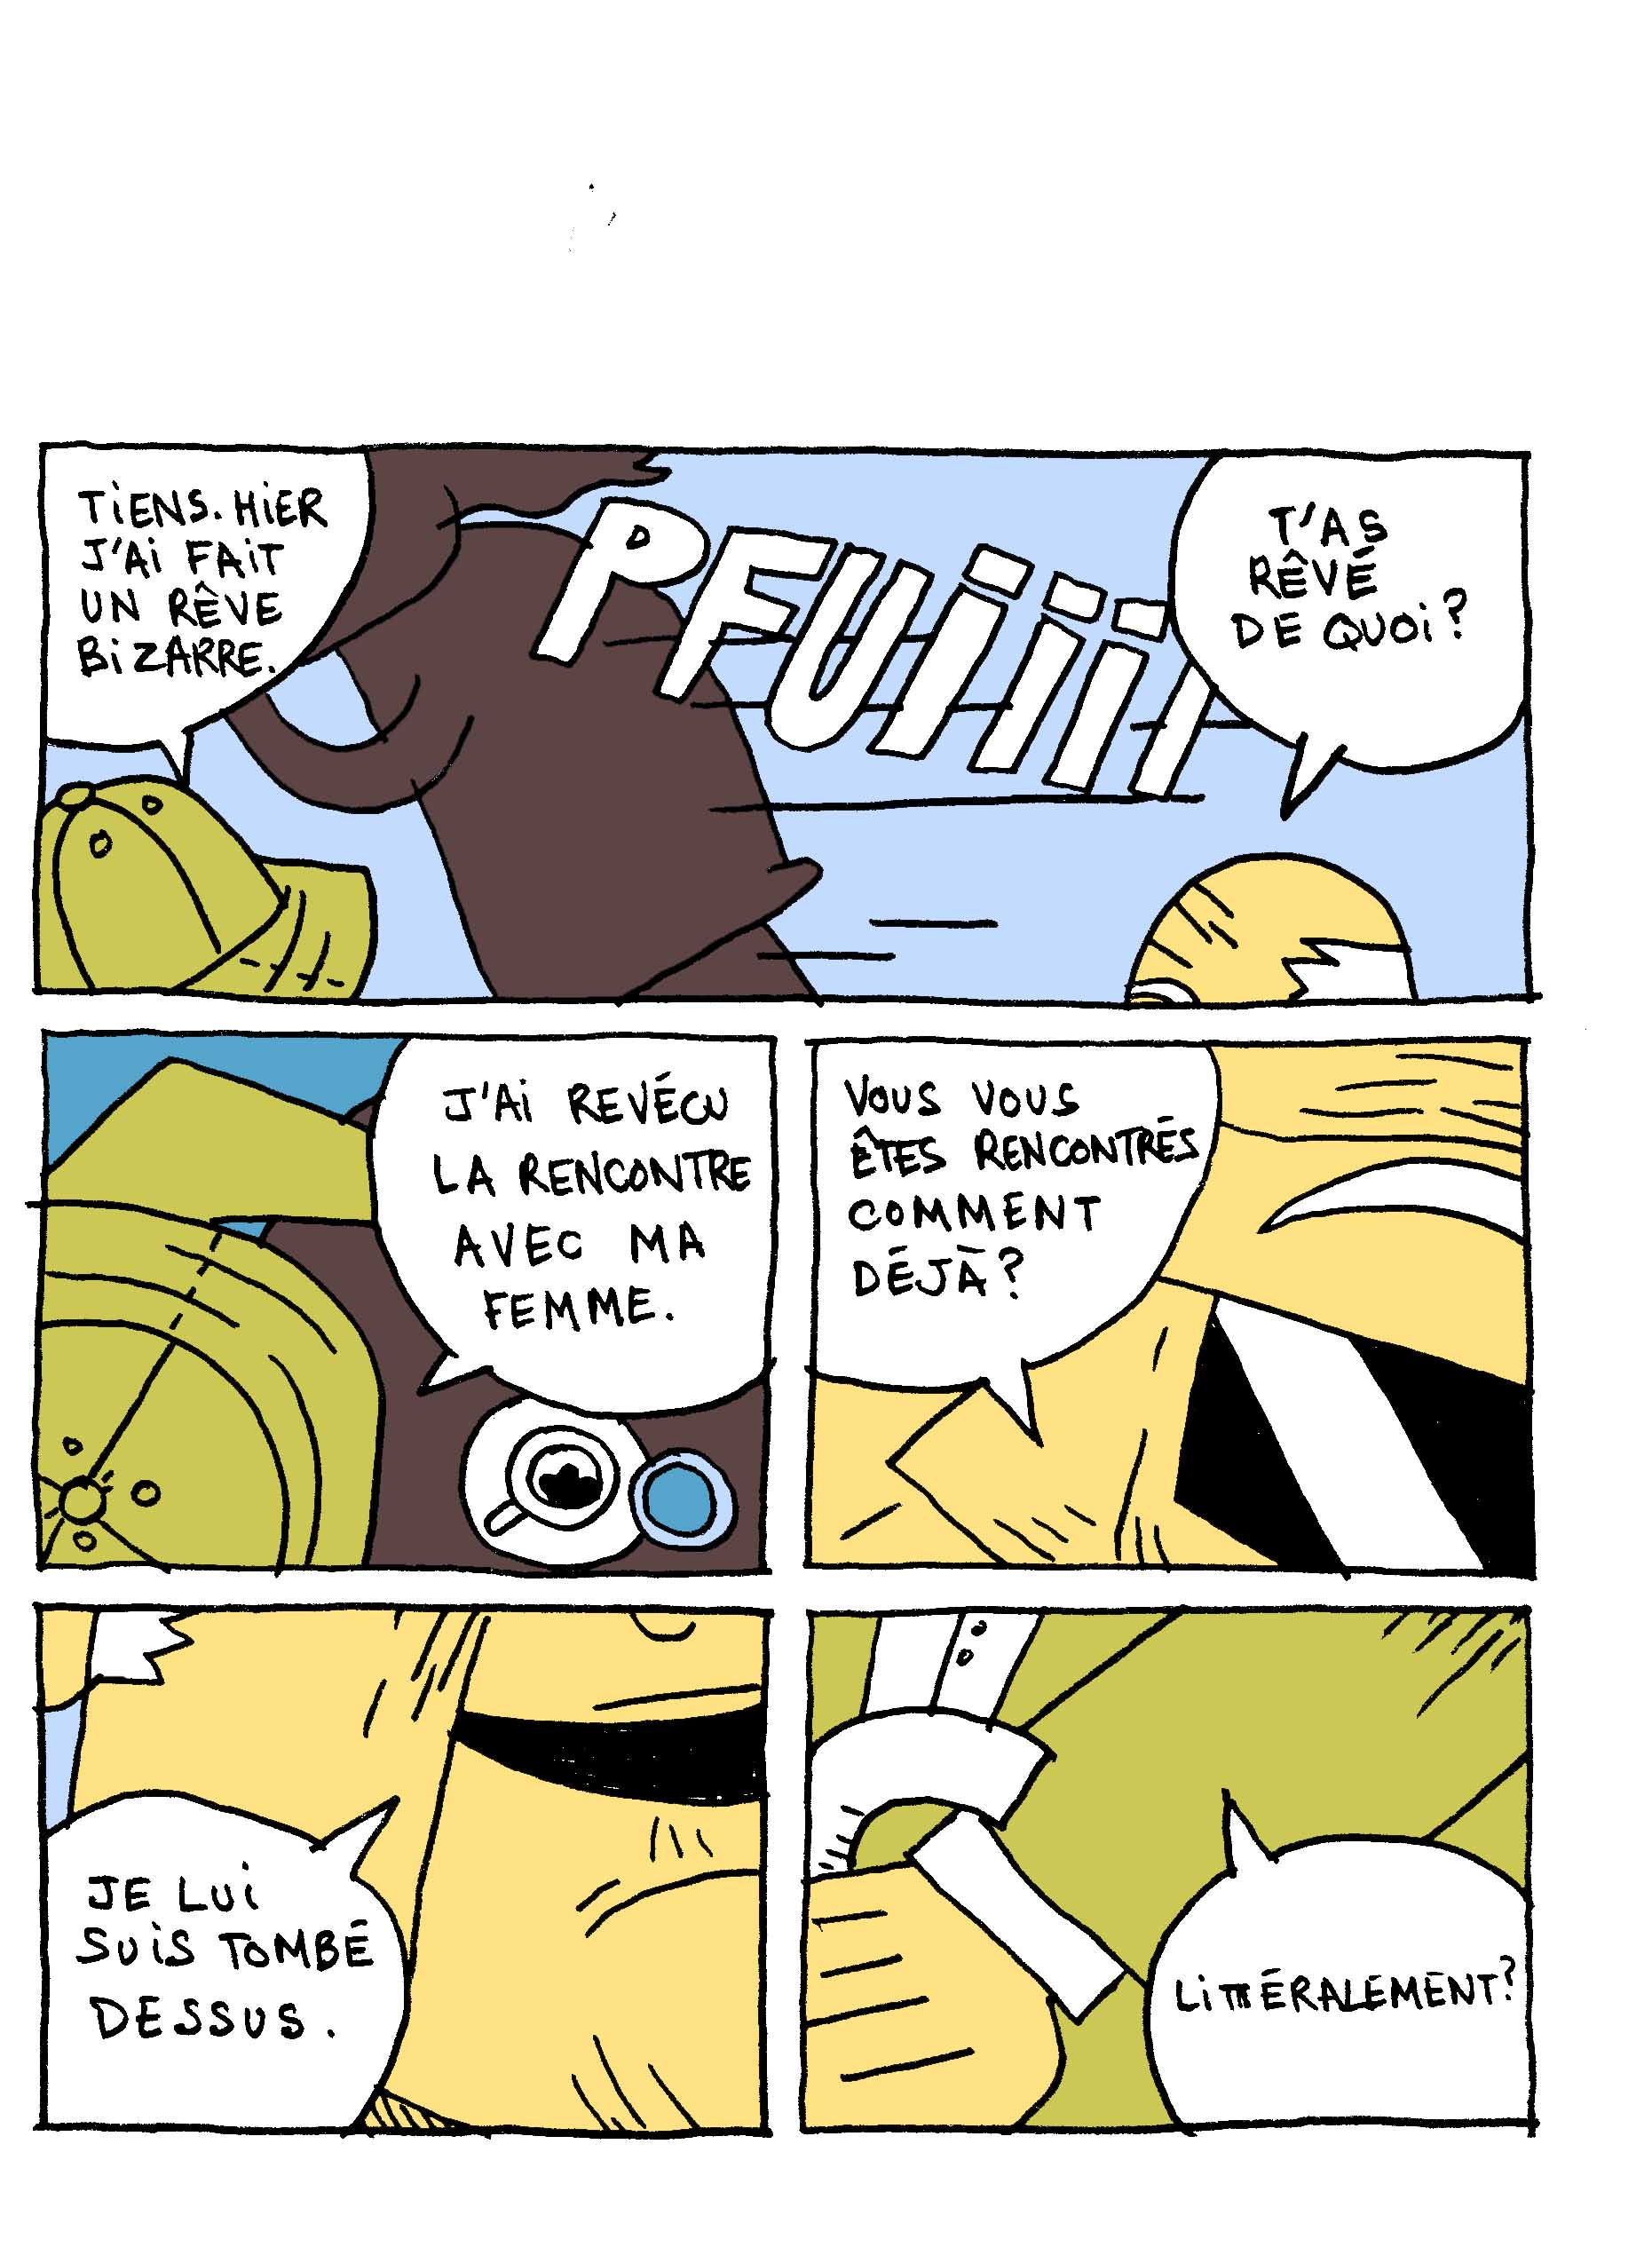 TIENS. HIER
J'AI FAIT
UN RÊVE
BIZARRE.
PFUIIII
T'AS
RÊVÉ
DE QUOI?
J'AI REVÉCU
LA RENCONTRE
AVEC MA
FEMME.
VOUS VOUS
ÊTES RENCONTRÉS
COMMENT
DÉJÀ?
JE LUI
SUIS TOMBÉ
DESSUS.
LITTÉRALEMENT?